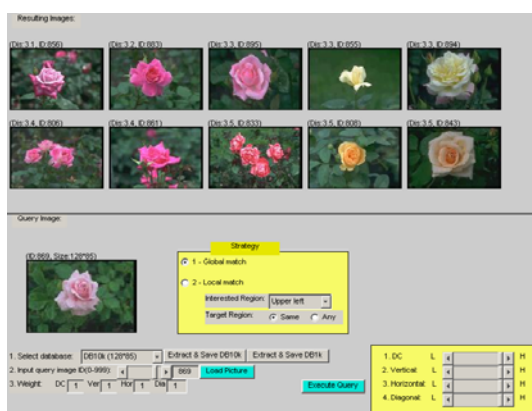 Resulting Images:
(Dis:3.1, ID:856) (Dis:3.2, ID:883) (Dis:3.3, ID:895) (Dis:3.3, ID:855) (Dis:3.3, ID:894)
(Dis:3.4, ID:806) (Dis:3.4, ID:861) (Dis:3.5, ID:833) (Dis:3.5, ID:808) (Dis:3.5, ID:843)
Query Image:
(ID:869, Size:128*85)
Strategy
1 - Global match
2 - Local match
Interested Region: Upper left
Target Region: Same Any
1. Select database: DB10k (128*85) Extract & Save DB10k Extract & Save DB1k
2. Input query image ID(0-999): 869 Load Picture
3. Weight: DC 1 Ver 1 Hor 1 Dia 1
Execute Query
1. DC L H
2. Vertical: L H
3. Horizontal: L H
4. Diagonal: L H